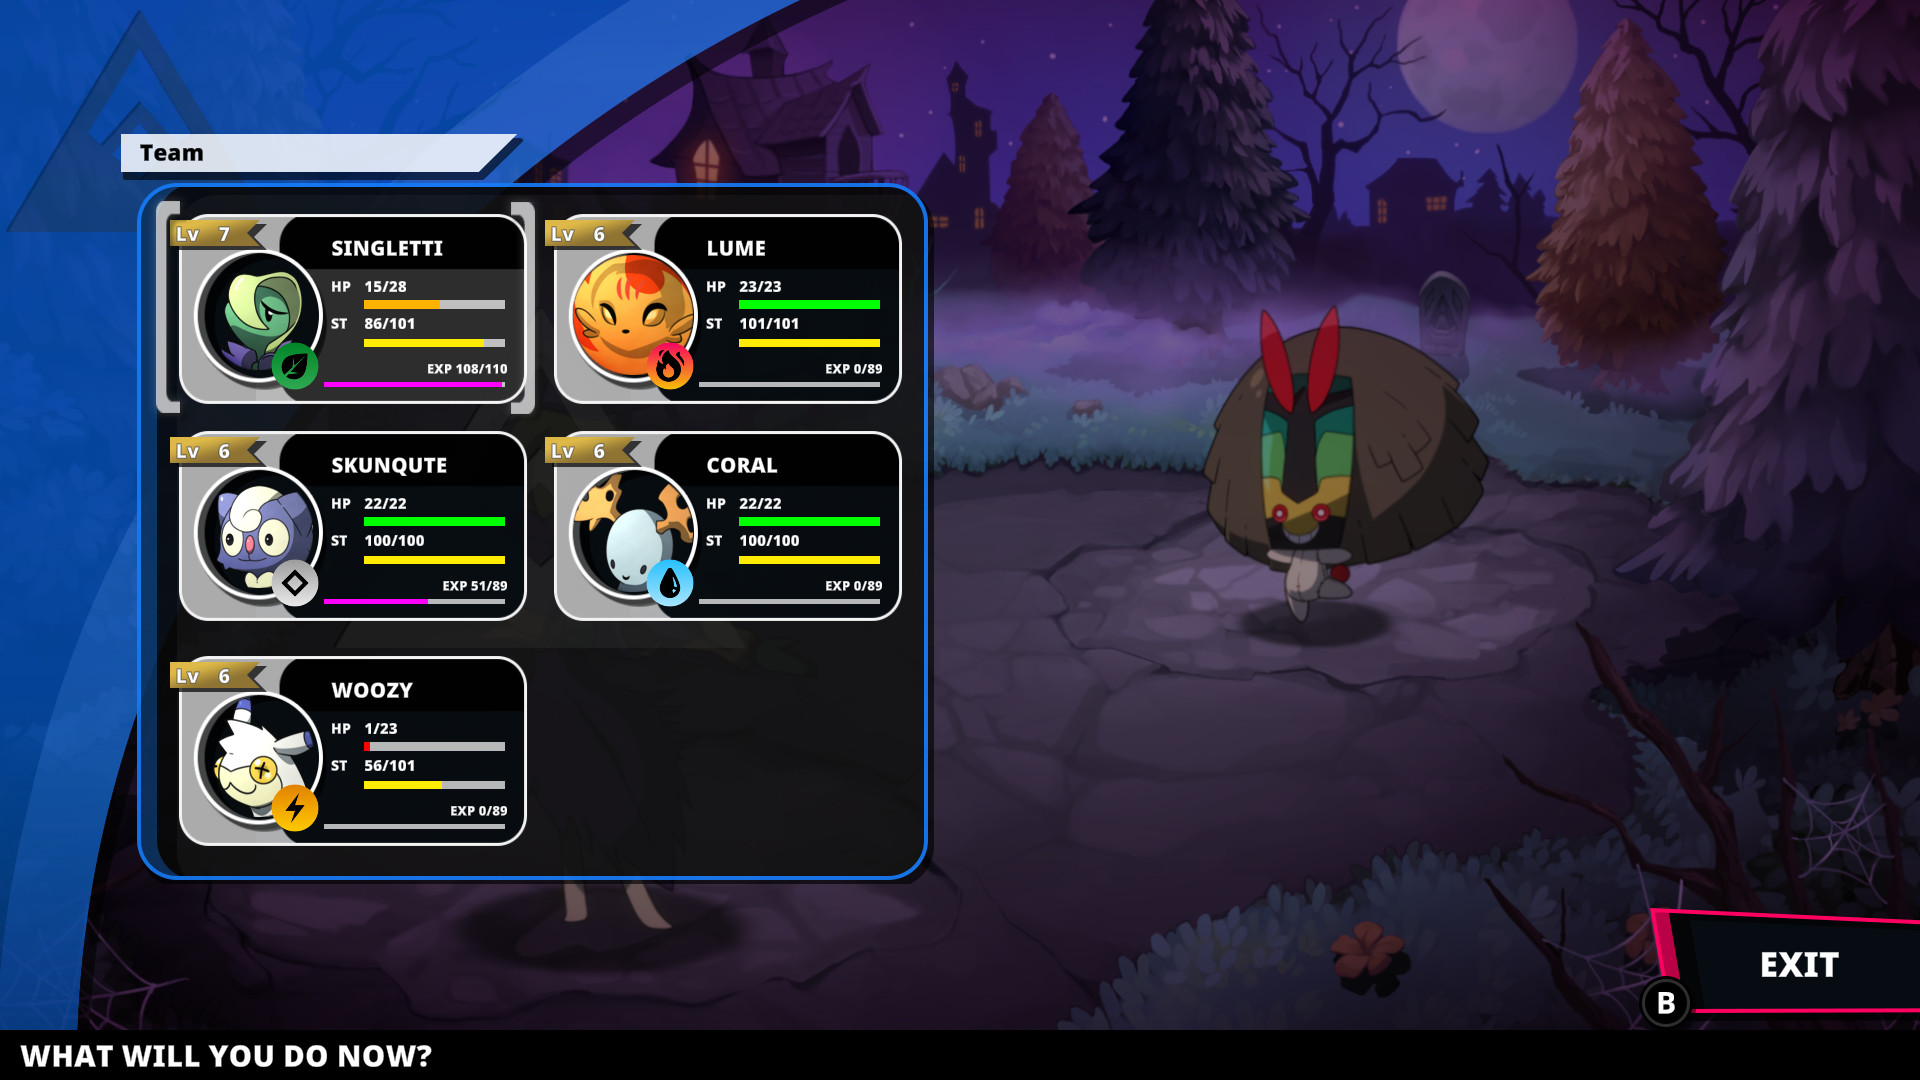 Team
Lv 7
SINGLETTI
HP 15/28
ST 86/101
EXP 108/110
Lv 6
LUME
HP 23/23
ST 101/101
EXP 0/89
Lv 6
SKUNQUTE
HP 22/22
ST 100/100
EXP 51/89
Lv 6
CORAL
HP 22/22
ST 100/100
EXP 0/89
Lv 6
WOOZY
HP 1/23
ST 56/101
EXP 0/89
EXIT
B
WHAT WILL YOU DO NOW?